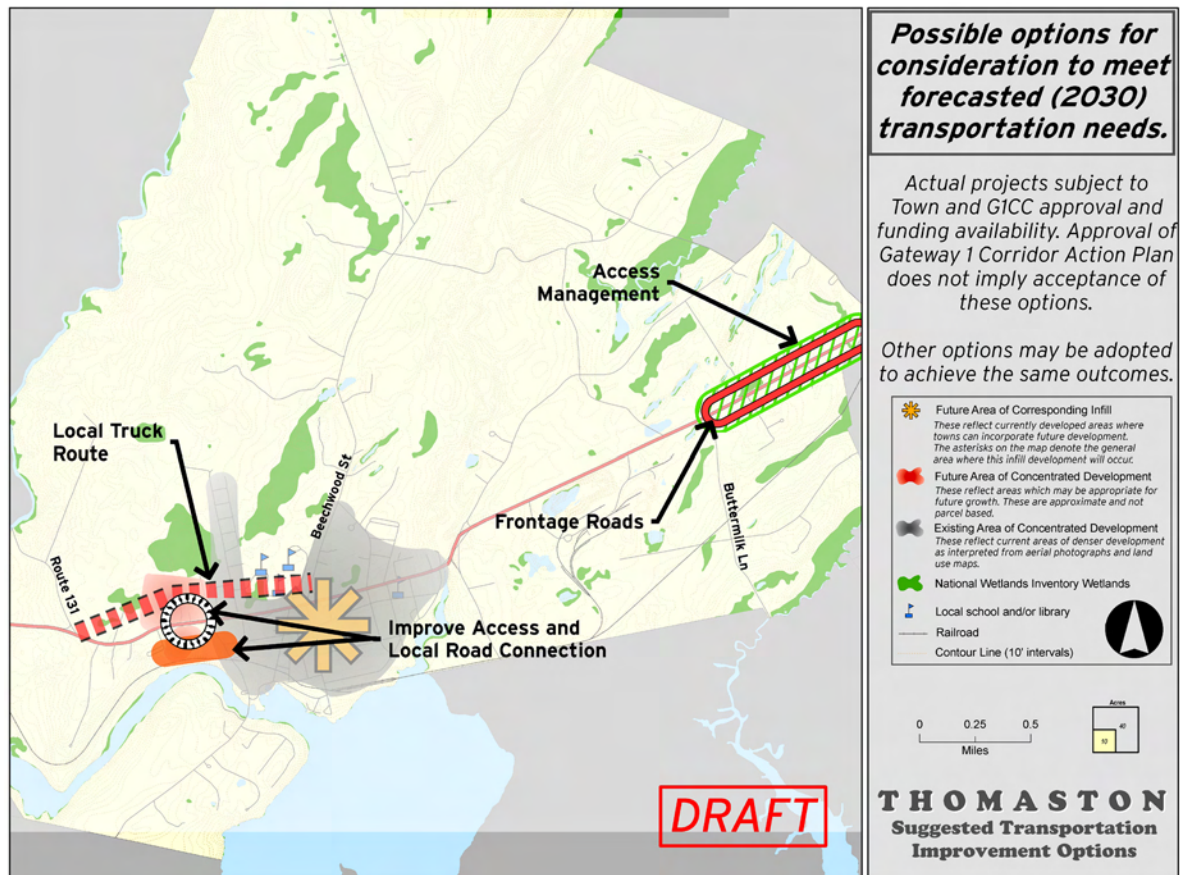 Possible options for
consideration to meet
forecasted (2030)
transportation needs.
Actual projects subject to
Town and G1CC approval and
funding availability. Approval of
Gateway 1 Corridor Action Plan
does not imply acceptance of
these options.
Other options may be adopted
to achieve the same outcomes.
Future Area of Corresponding Infill
These reflect currently developed areas where
towns can incorporate future development.
The asterisks on the map denote the general
area where this infill development will occur.
Future Area of Concentrated Development
These reflect areas which may be appropriate for
future growth. These are approximate and not
parcel based.
Existing Area of Concentrated Development
These reflect current areas of denser development
as interpreted from aerial photographs and land
use maps.
National Wetlands Inventory Wetlands
Local school and/or library
Railroad
Contour Line (10' intervals)
0 0.25 0.5
Miles
Acres
40
10
THOMASTON
Suggested Transportation
Improvement Options
Access
Management
Local Truck
Route
Beechwood St
Frontage Roads
Buttermilk Ln
Route 131
Improve Access and
Local Road Connection
DRAFT